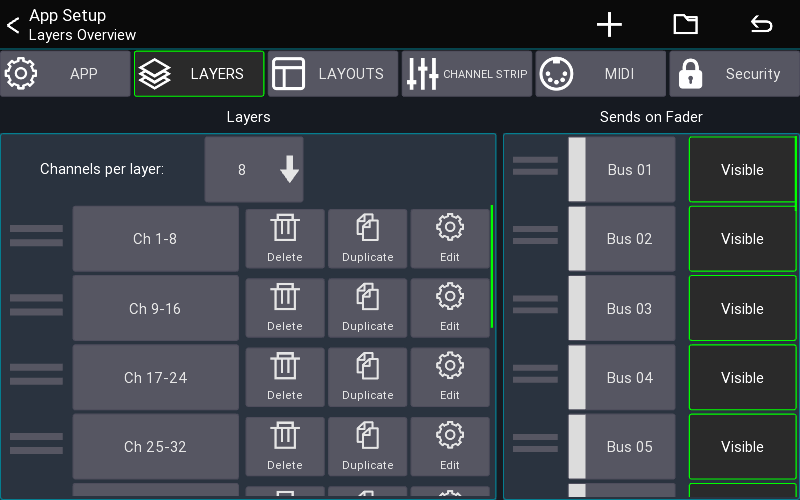 App Setup
Layers Overview
APP
LAYERS
LAYOUTS
CHANNEL STRIP
MIDI
Security
Layers
Sends on Fader
Channels per layer:
8
Ch 1-8
Delete
Duplicate
Edit
Ch 9-16
Delete
Duplicate
Edit
Ch 17-24
Delete
Duplicate
Edit
Ch 25-32
Delete
Duplicate
Edit
Bus 01
Visible
Bus 02
Visible
Bus 03
Visible
Bus 04
Visible
Bus 05
Visible